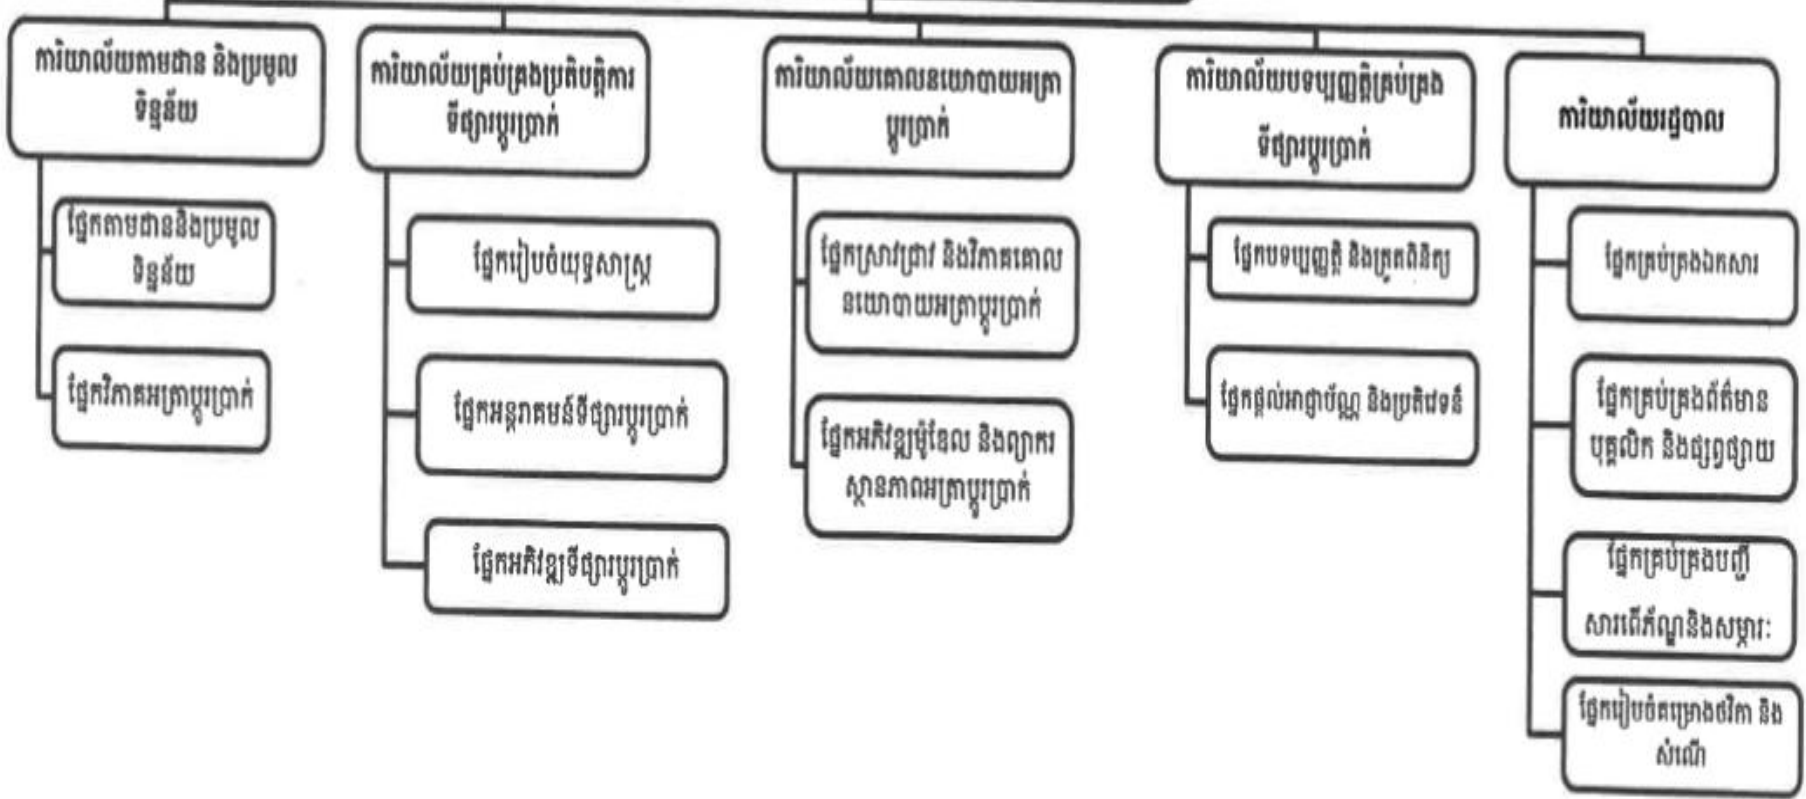 ការិយាល័យតាមដាន និងប្រមូល
ទិន្នន័យ
ផ្នែកតាមដាននិងប្រមូល
ទិន្នន័យ
ផ្នែកវិភាគអត្រាប្តូរប្រាក់
ការិយាល័យគ្រប់គ្រងប្រតិបត្តិការ
ទីផ្សារប្តូរប្រាក់
ផ្នែករៀបចំយុទ្ធសាស្ត្រ
ផ្នែកអន្តរាគមន៍ទីផ្សារប្តូរប្រាក់
ផ្នែកអភិវឌ្ឍទីផ្សារប្តូរប្រាក់
ការិយាល័យគោលនយោបាយអត្រា
ប្តូរប្រាក់
ផ្នែកស្រាវជ្រាវ និងវិភាគគោល
នយោបាយអត្រាប្តូរប្រាក់
ផ្នែកអភិវឌ្ឍម៉ូឌែល និងព្យាករ
ស្ថានភាពអត្រាប្តូរប្រាក់
ការិយាល័យបទប្បញ្ញត្តិគ្រប់គ្រង
ទីផ្សារប្តូរប្រាក់
ផ្នែកបទប្បញ្ញត្តិ និងត្រួតពិនិត្យ
ផ្នែកផ្តល់អាជ្ញាប័ណ្ណ និងប្រតិវេទន៍
ការិយាល័យរដ្ឋបាល
ផ្នែកគ្រប់គ្រងឯកសារ
ផ្នែកគ្រប់គ្រងព័ត៌មាន
បុគ្គលិក និងផ្សព្វផ្សាយ
ផ្នែកគ្រប់គ្រងបញ្ជី
សារពើភ័ណ្ឌនិងសម្ភារៈ
ផ្នែករៀបចំគម្រោងថវិកា និង
សំណើ